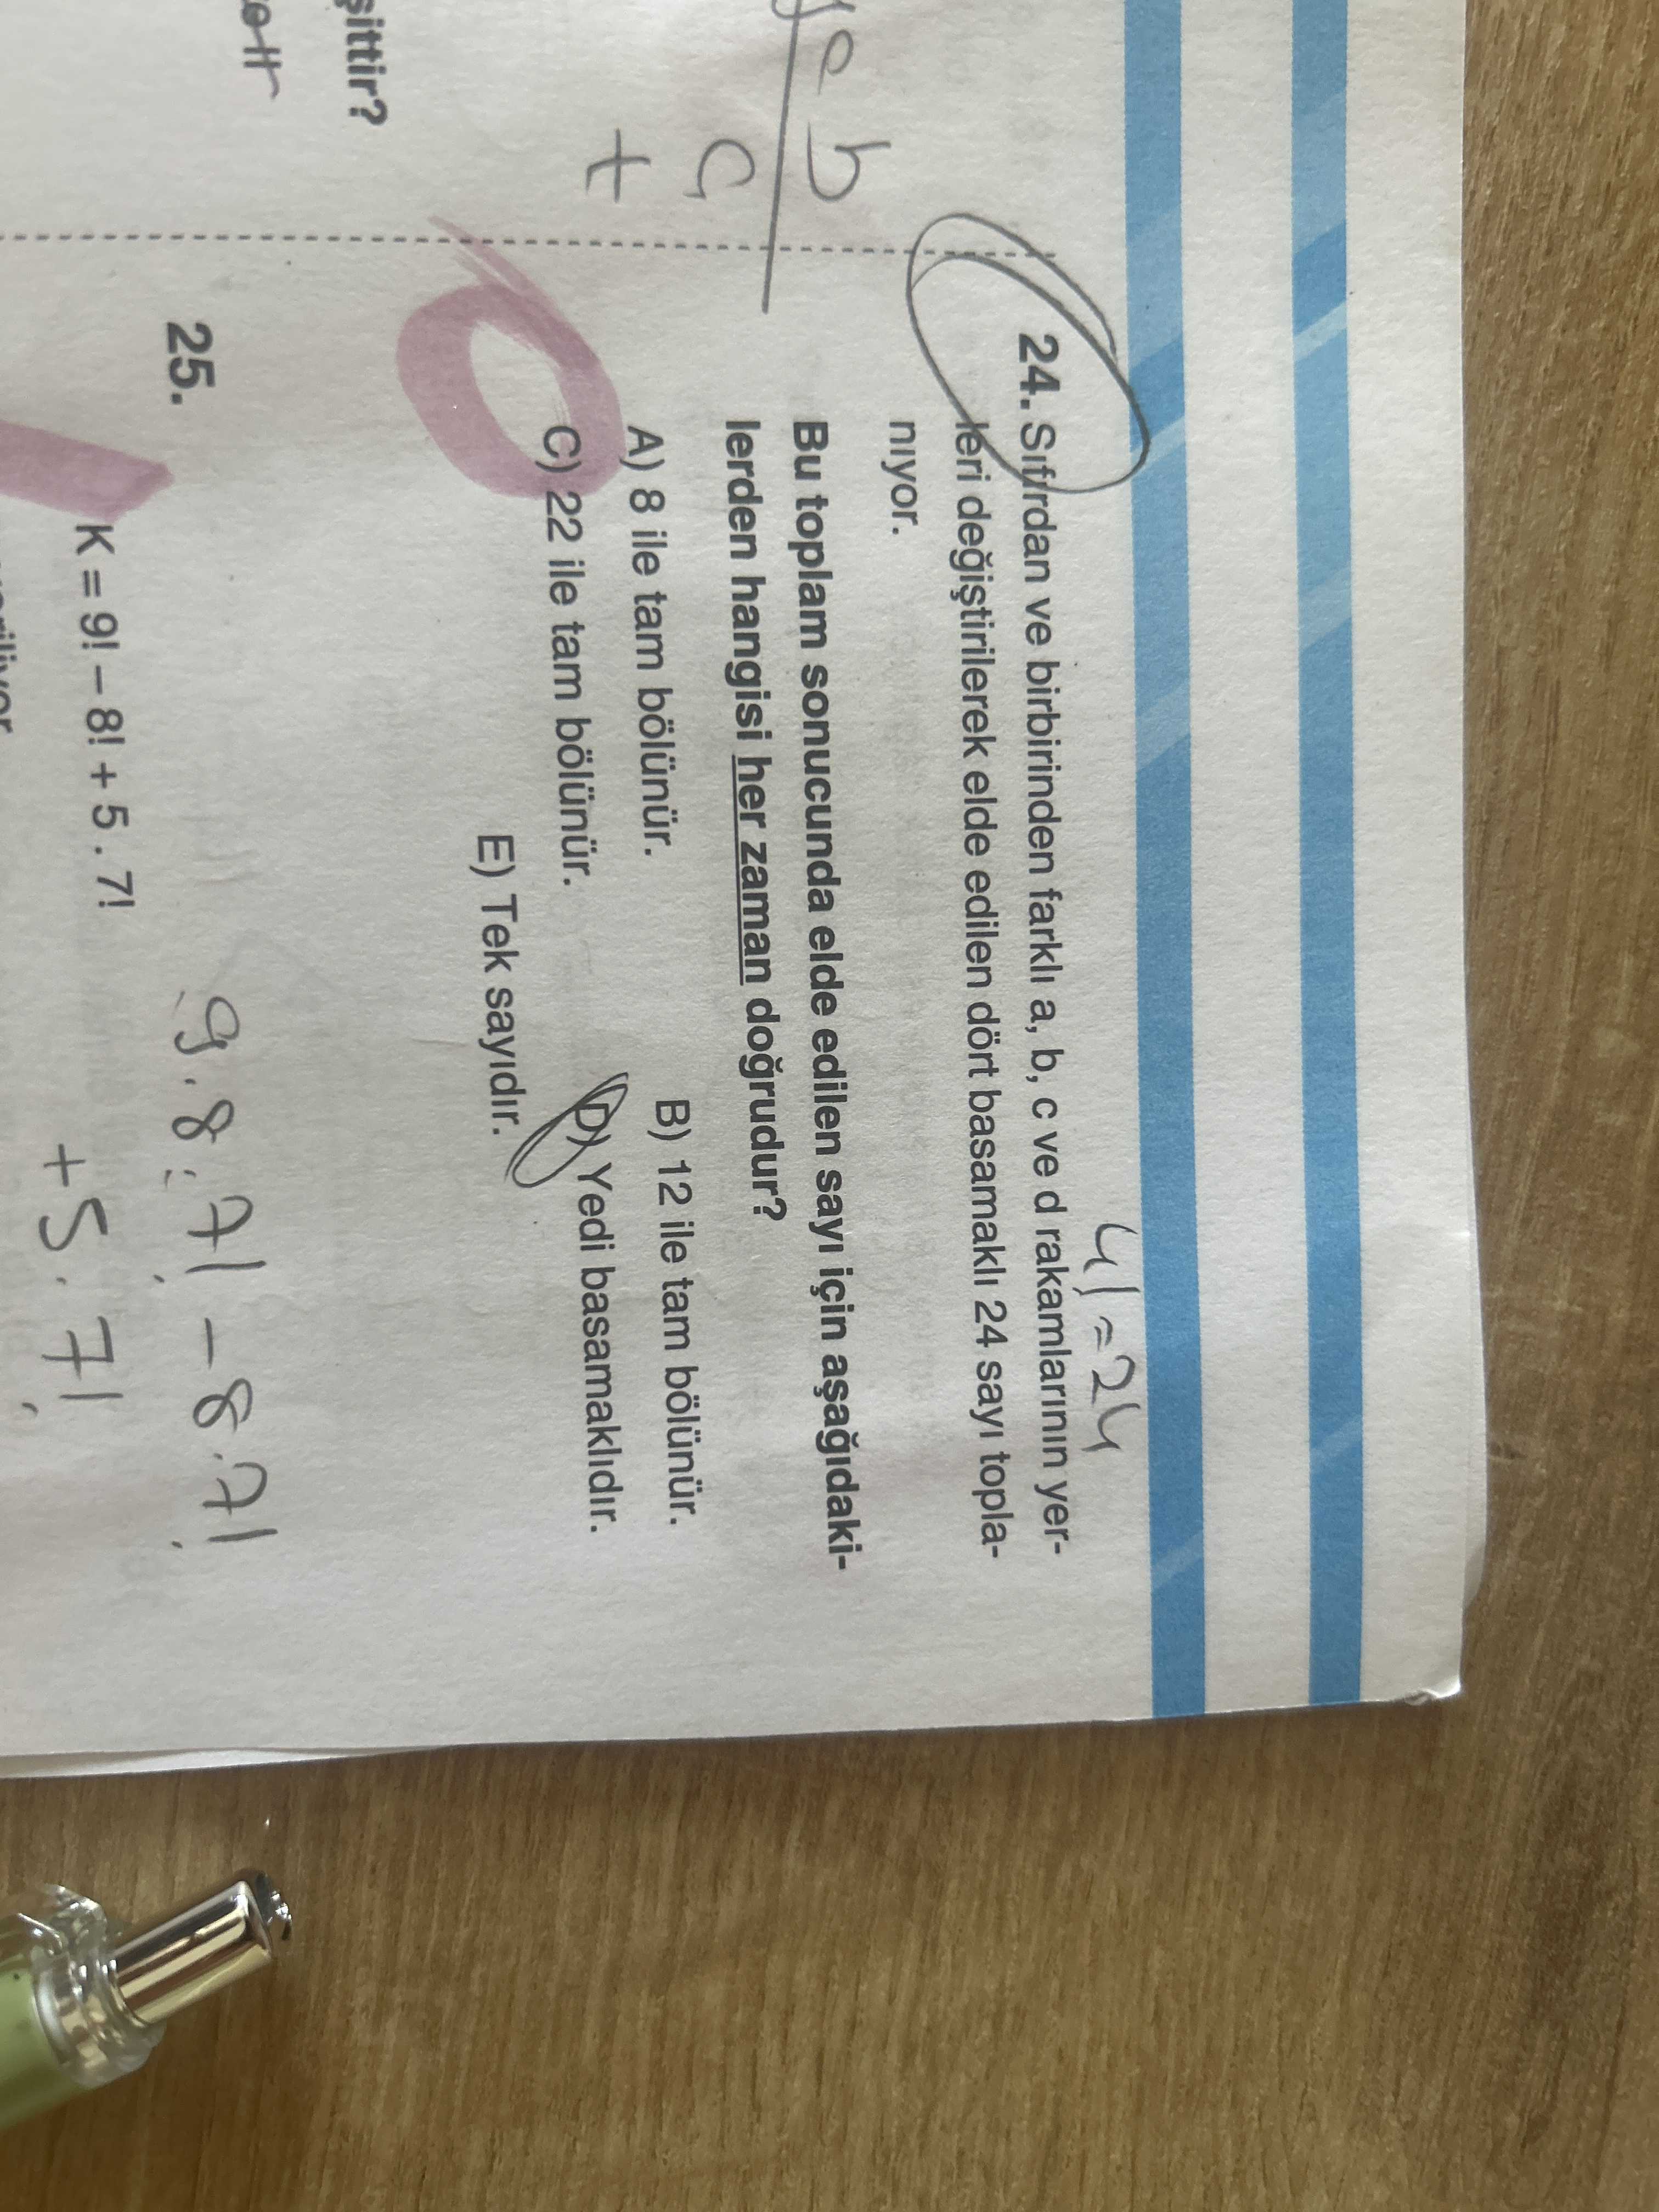 4! = 24
24. Sıfırdan ve birbirinden farklı a, b, c ve d rakamlarının yer-
leri değiştirilerek elde edilen dört basamaklı 24 sayı topla-
nıyor.
Bu toplam sonucunda elde edilen sayı için aşağıdaki-
lerden hangisi her zaman doğrudur?
A) 8 ile tam bölünür. B) 12 ile tam bölünür.
C) 22 ile tam bölünür. D) Yedi basamaklıdır.
E) Tek sayıdır.
b
c
+
şittir?
25.
9.8.7! - 8.7!
+5.7!
K = 9! – 8! + 5 . 7!